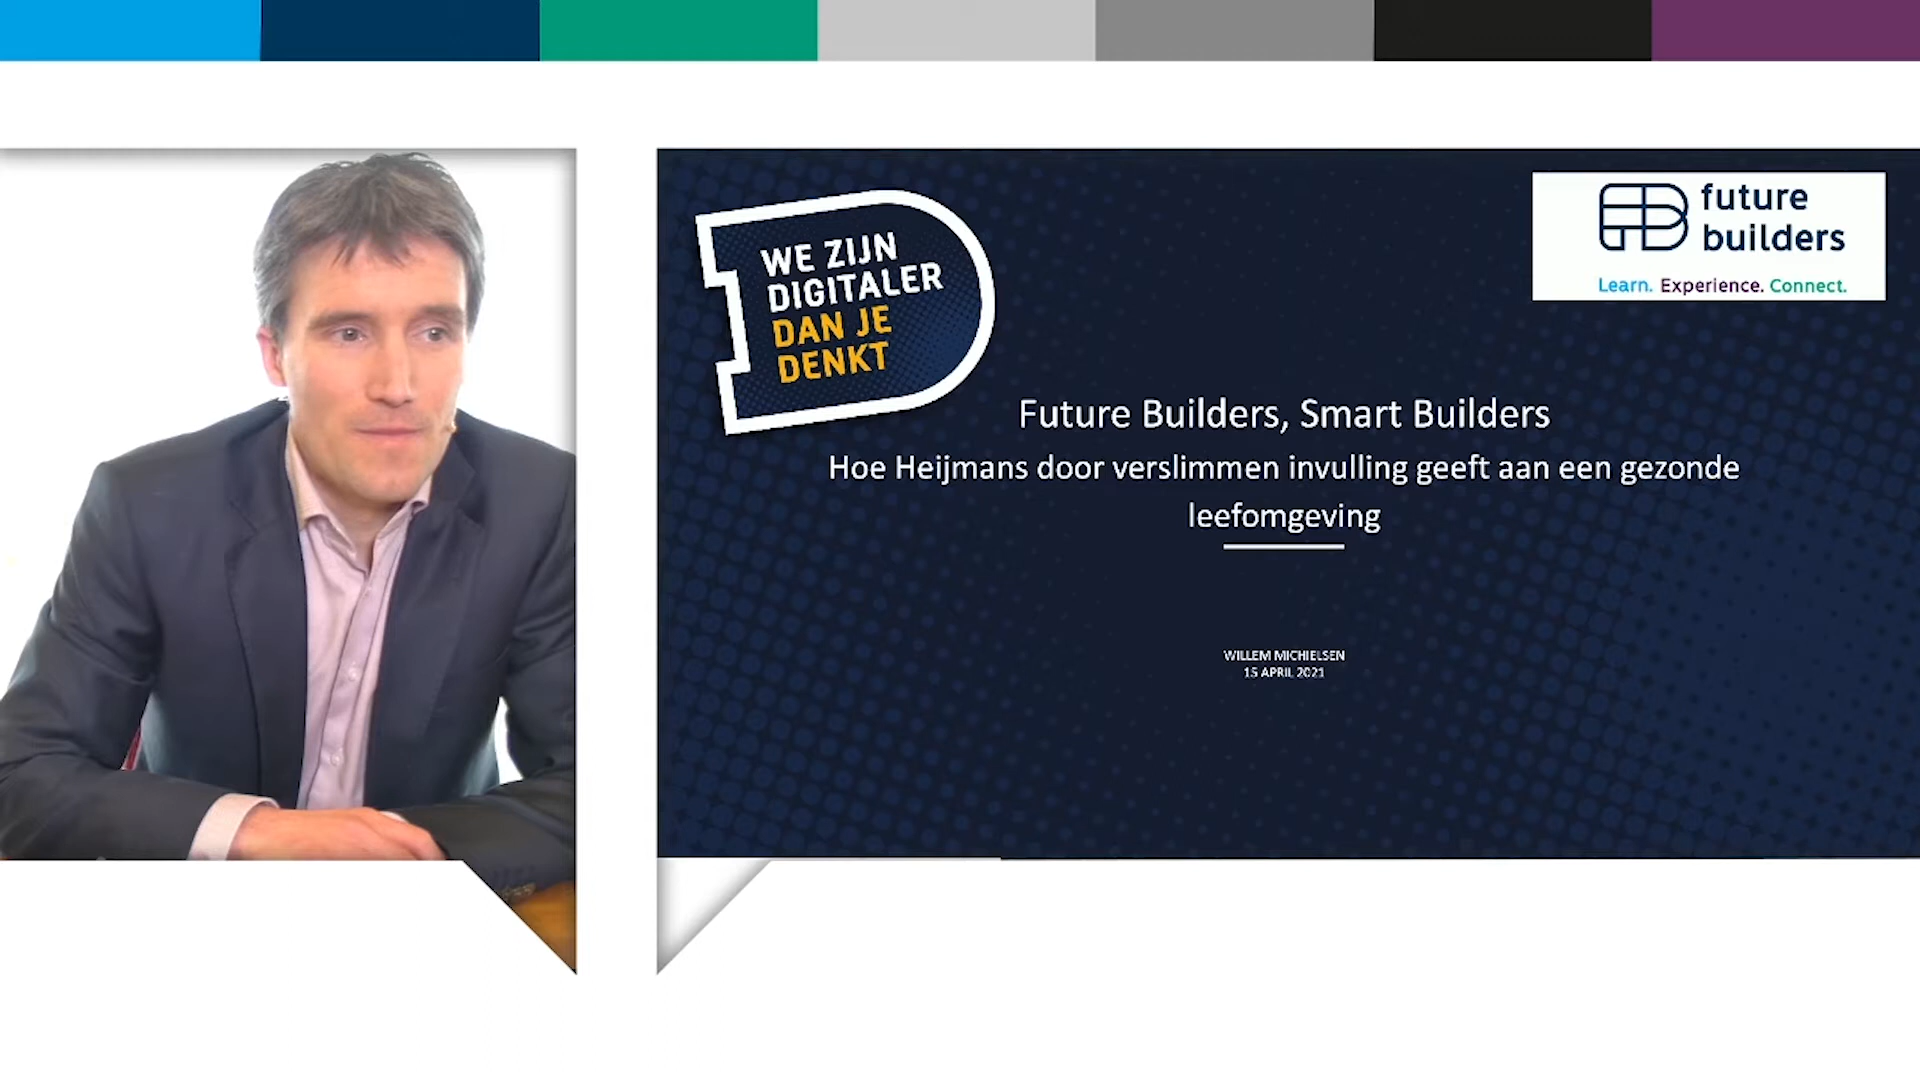 WE ZIJN
DIGITALER
DAN JE
DENKT
future
builders
Learn. Experience. Connect.
Future Builders, Smart Builders
Hoe Heijmans door verslimmen invulling geeft aan een gezonde
leefomgeving
WILLEM MICHIELSEN
15 APRIL 2021